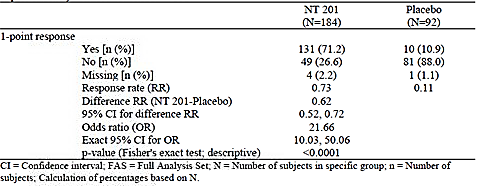 NT 201 Placebo
(N=184) (N=92)
1-point response
Yes [n (%)] 131 (71.2) 10 (10.9)
No [n (%)] 49 (26.6) 81 (88.0)
Missing [n (%)] 4 (2.2) 1 (1.1)
Response rate (RR) 0.73 0.11
Difference RR (NT 201-Placebo) 0.62
95% CI for difference RR 0.52, 0.72
Odds ratio (OR) 21.66
Exact 95% CI for OR 10.03, 50.06
p-value (Fisher's exact test; descriptive) <0.0001
CI = Confidence interval; FAS = Full Analysis Set; N = Number of subjects in specific group; n = Number of
subjects; Calculation of percentages based on N.